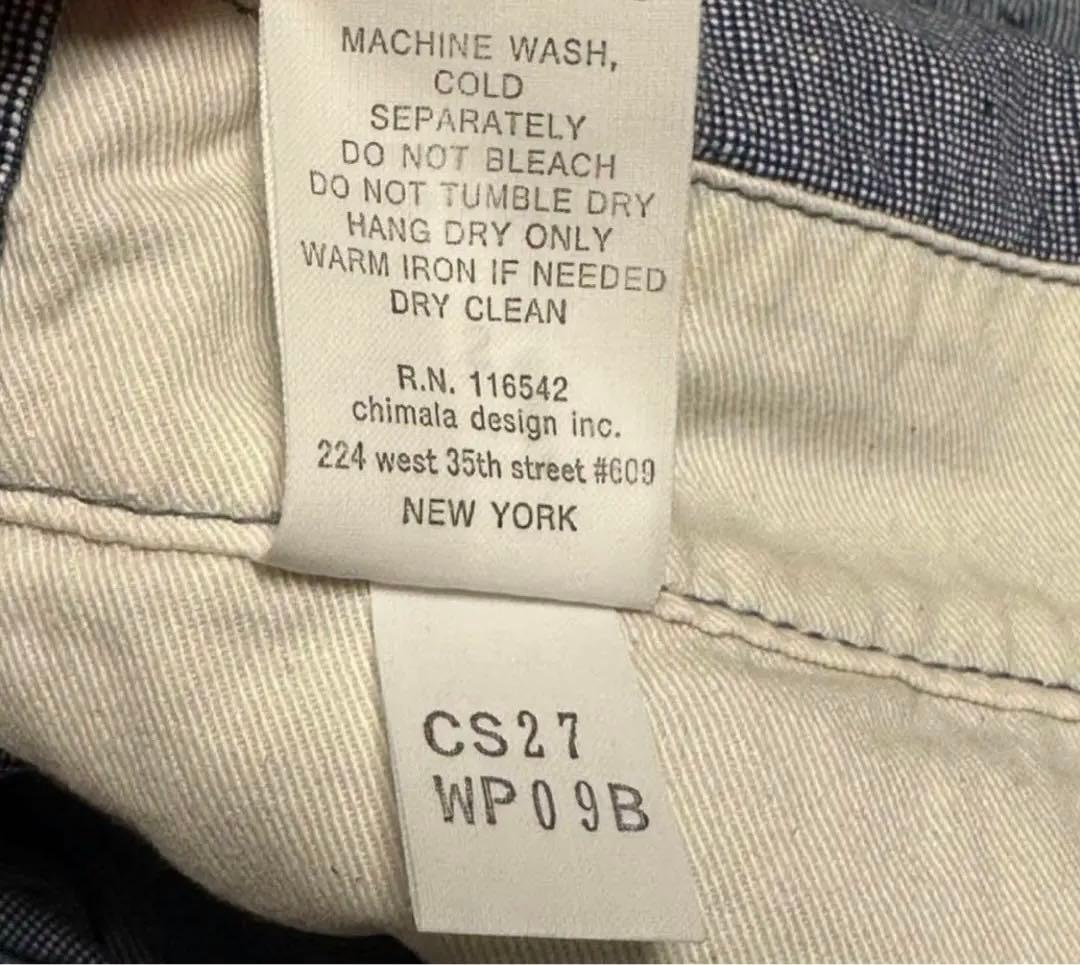 MACHINE WASH,
COLD
SEPARATELY
DO NOT BLEACH
DO NOT TUMBLE DRY
HANG DRY ONLY
WARM IRON IF NEEDED
DRY CLEAN
R.N. 116542
chimala design inc.
224 west 35th street #609
NEW YORK
CS27
WP09B